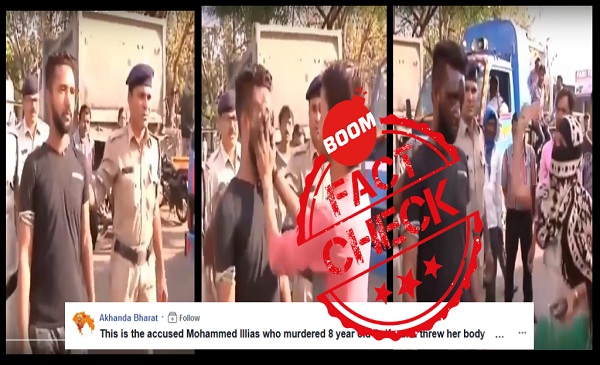 BOOM
FACT
CHECK
Akhanda Bharat · Follow
This is the accused Mohammed Illias who murdered 8 year old threw her body ...